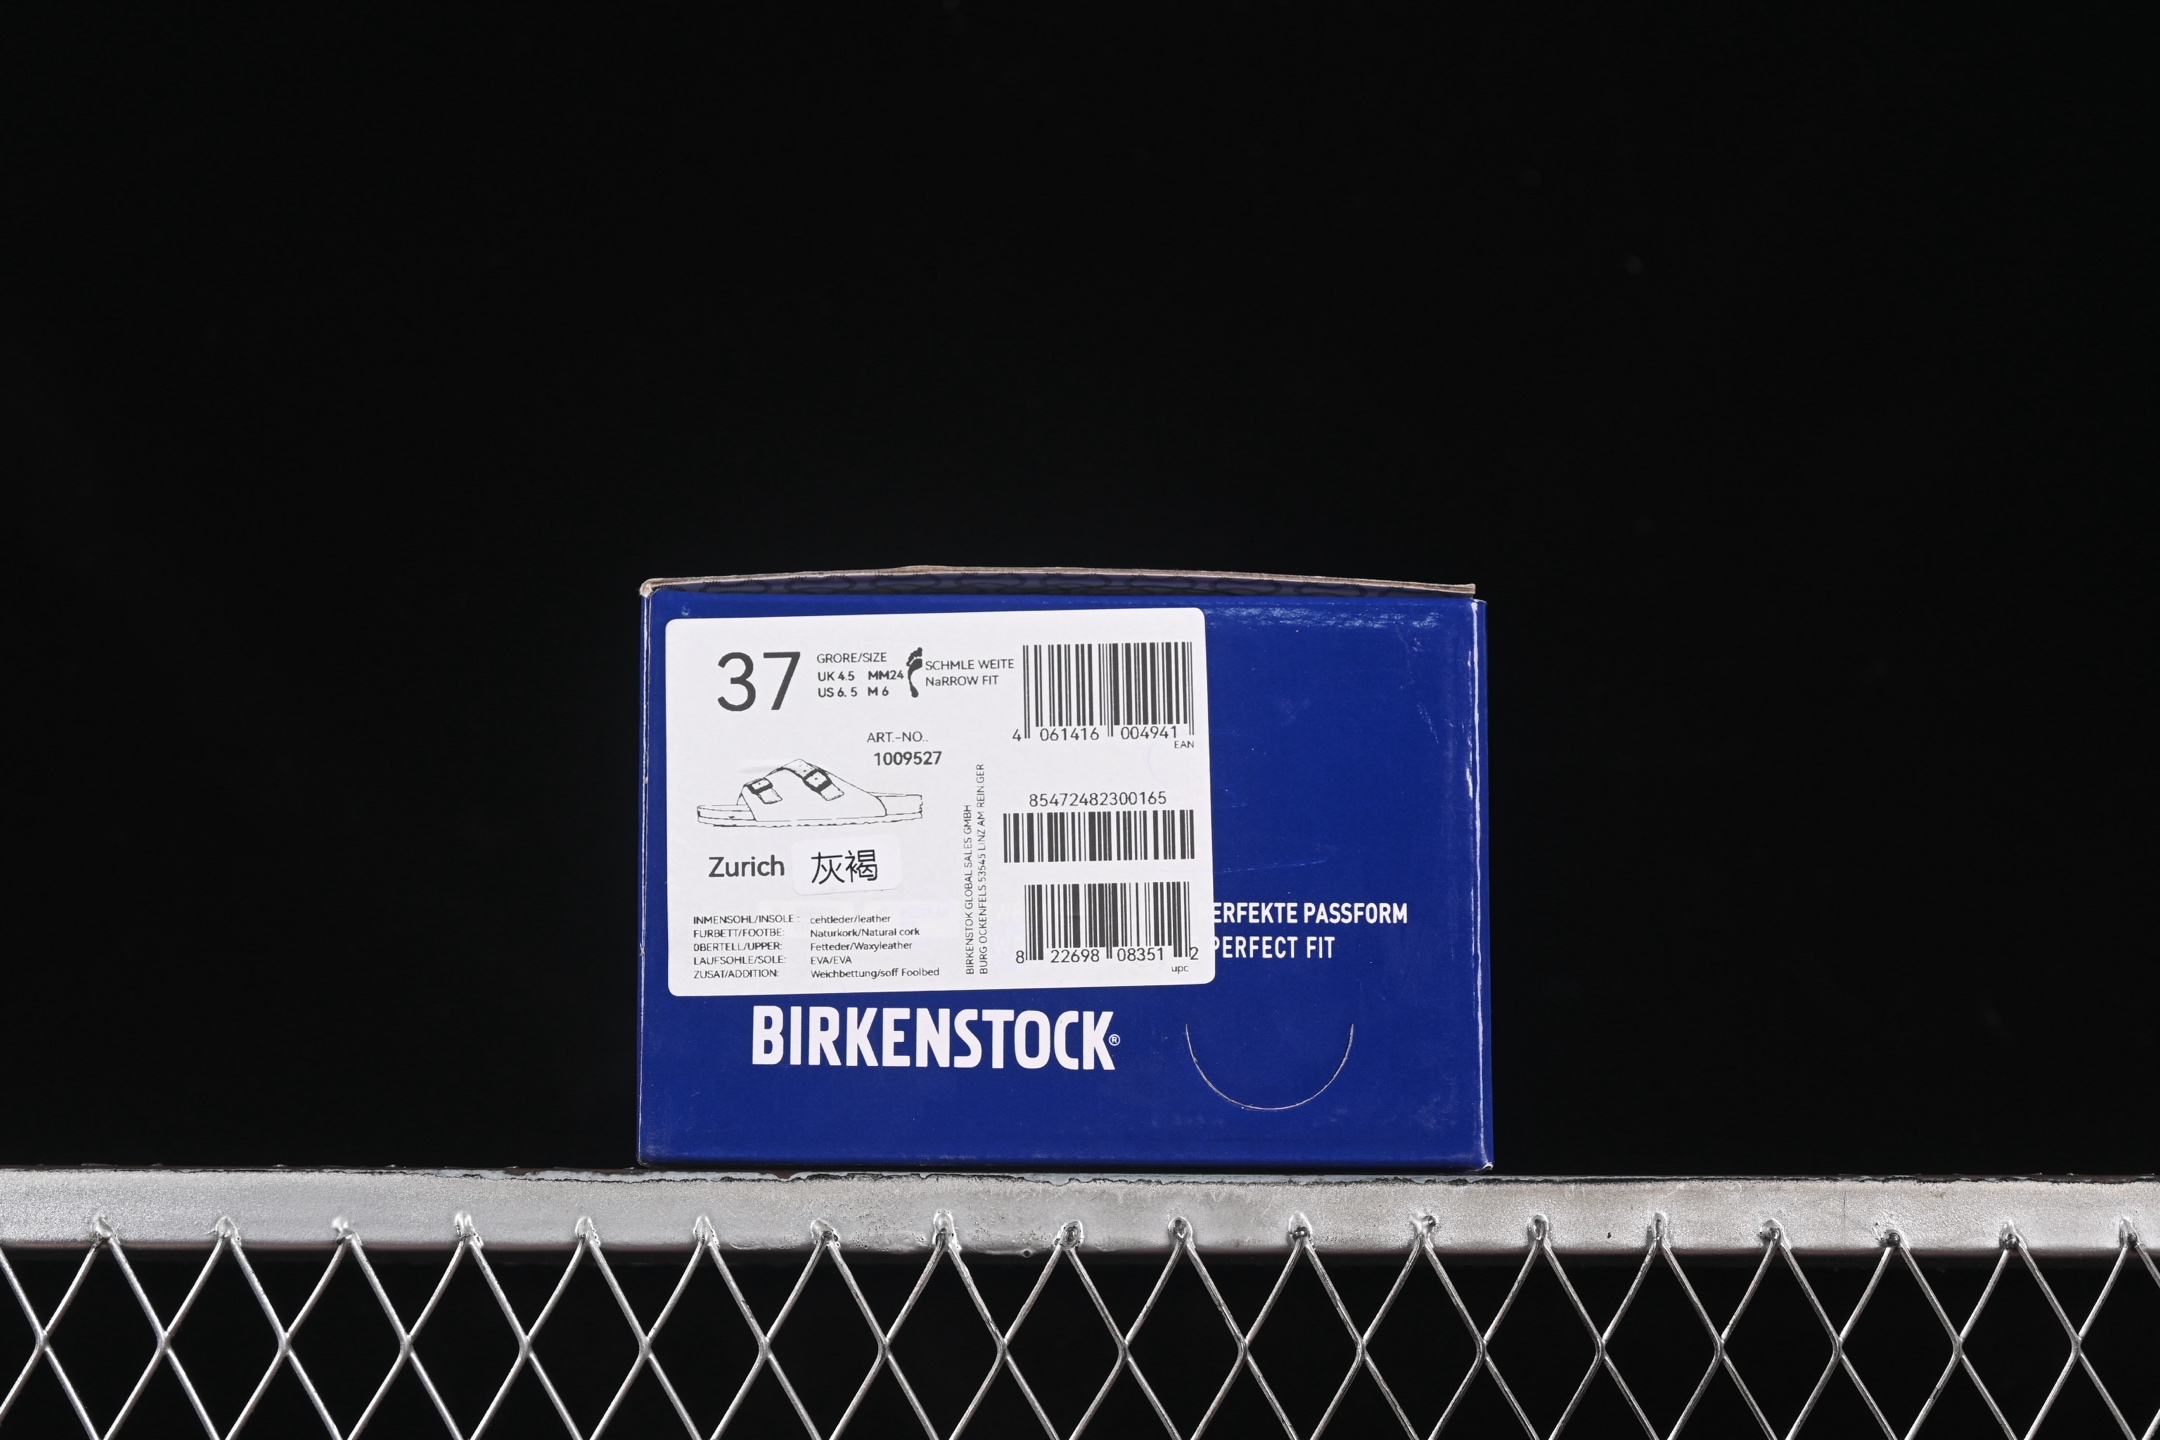 37
GRORE/SIZE
UK 4.5 MM24
US 6.5 M 6
SCHMLE WEITE
NaRROW FIT
4 061416 004941
EAN
ART.-NO..
1009527
85472482300165
Zurich 灰褐
INMENSOHL/INSOLE : cehtleder/leather
FURBETT/FOOTBE: Naturkork/Natural cork
OBERTELL/UPPER: Fetteder/Waxyleather
LAUFSOHLE/SOLE: EVA/EVA
ZUSAT/ADDITION: Weichbettung/soff Foolbed
BIRKENSTOK GLOBAL SALES GMBH
BURG OCKENFELS 53545 LINZ AM REIN.GER
8 22698 08351 2
upc
ERFEKTE PASSFORM
PERFECT FIT
BIRKENSTOCK®